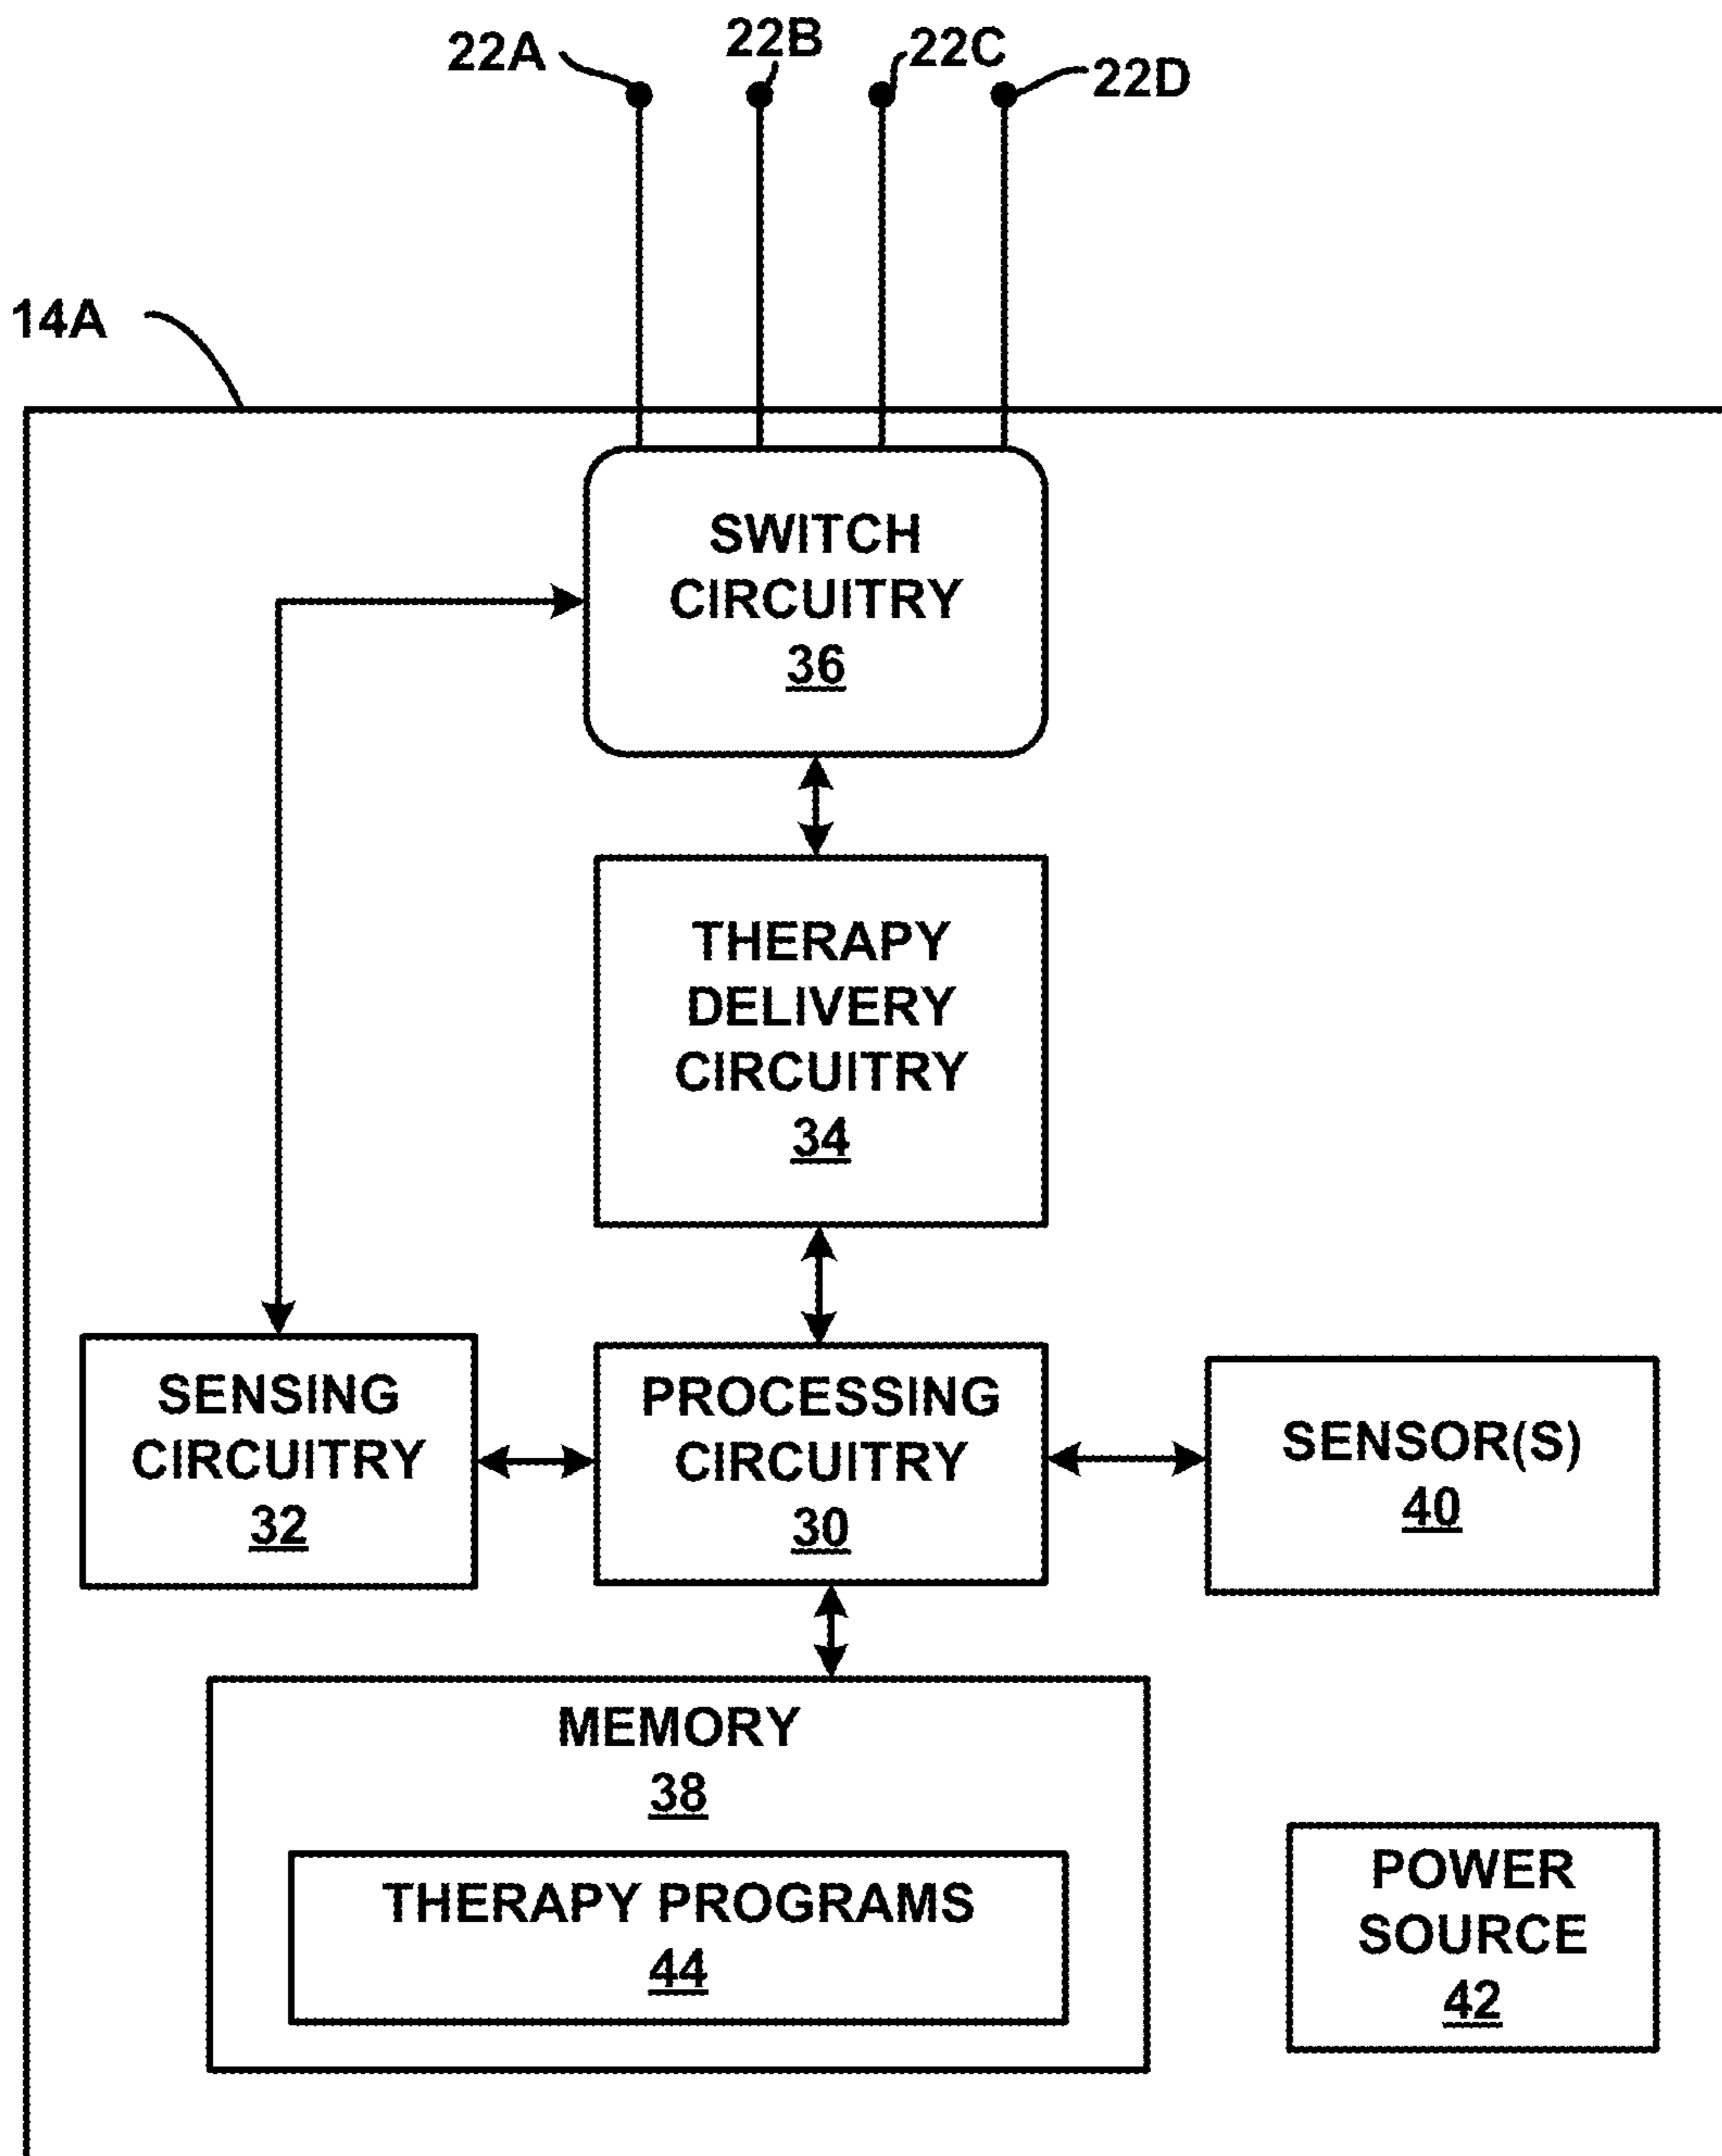 22A
22B
22C
22D
14A
SWITCH
CIRCUITRY
36
THERAPY
DELIVERY
CIRCUITRY
34
SENSING
CIRCUITRY
32
PROCESSING
CIRCUITRY
30
SENSOR(S)
40
MEMORY
38
THERAPY PROGRAMS
44
POWER
SOURCE
42